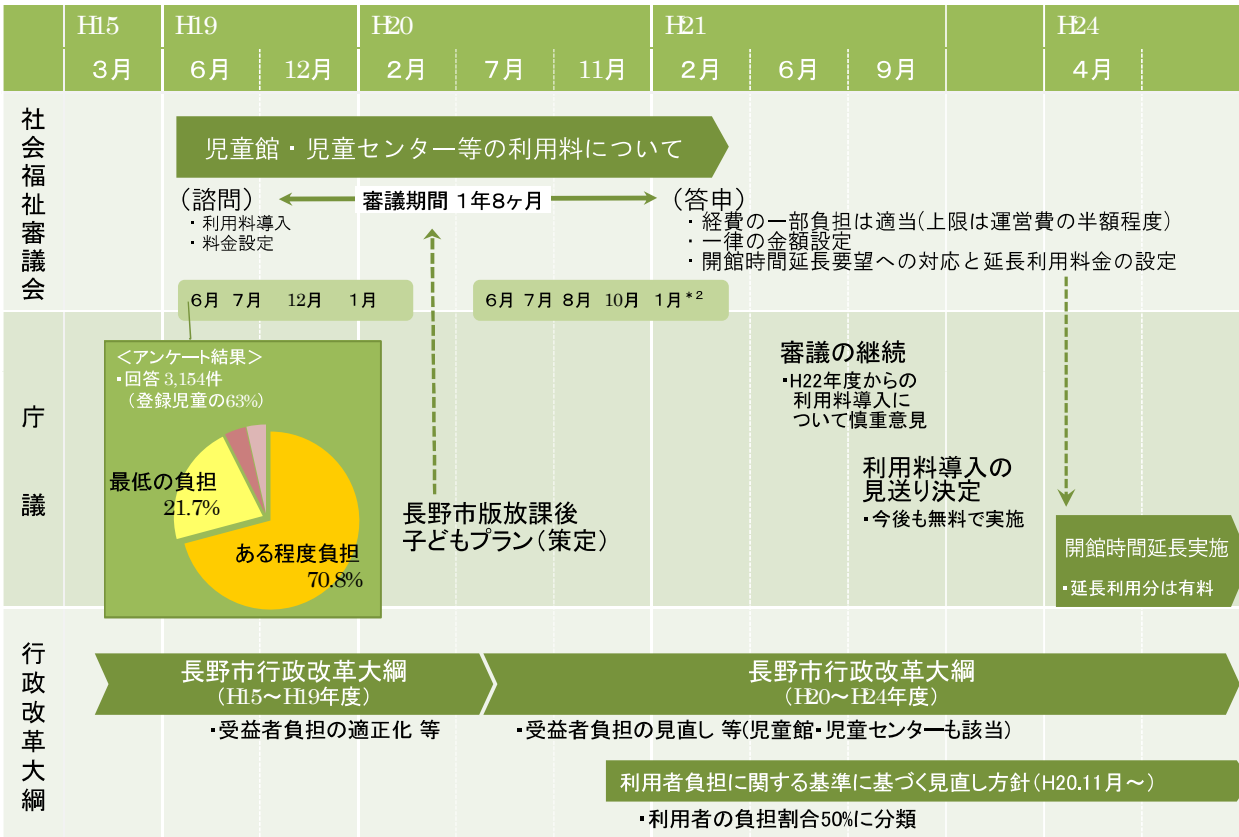 H15 H19 H20 H21 H24
3月 6月 12月 2月 7月 11月 2月 6月 9月 4月
社会福祉審議会
児童館・児童センター等の利用料について
(諮問)
・利用料導入
・料金設定
審議期間 1年8ヶ月
(答申)
・経費の一部負担は適当(上限は運営費の半額程度)
・一律の金額設定
・開館時間延長要望への対応と延長利用料金の設定
6月 7月 12月 1月
6月 7月 8月 10月 1月*2
庁議
<アンケート結果>
・回答 3,154件
(登録児童の63%)
最低の負担
21.7%
ある程度負担
70.8%
長野市版放課後
子どもプラン(策定)
審議の継続
・H22年度からの
利用料導入に
ついて慎重意見
利用料導入の
見送り決定
・今後も無料で実施
開館時間延長実施
・延長利用分は有料
行政改革大綱
長野市行政改革大綱
(H15～H19年度)
・受益者負担の適正化 等
長野市行政改革大綱
(H20～H24年度)
・受益者負担の見直し 等(児童館・児童センターも該当)
利用者負担に関する基準に基づく見直し方針(H20.11月～)
・利用者の負担割合50%に分類